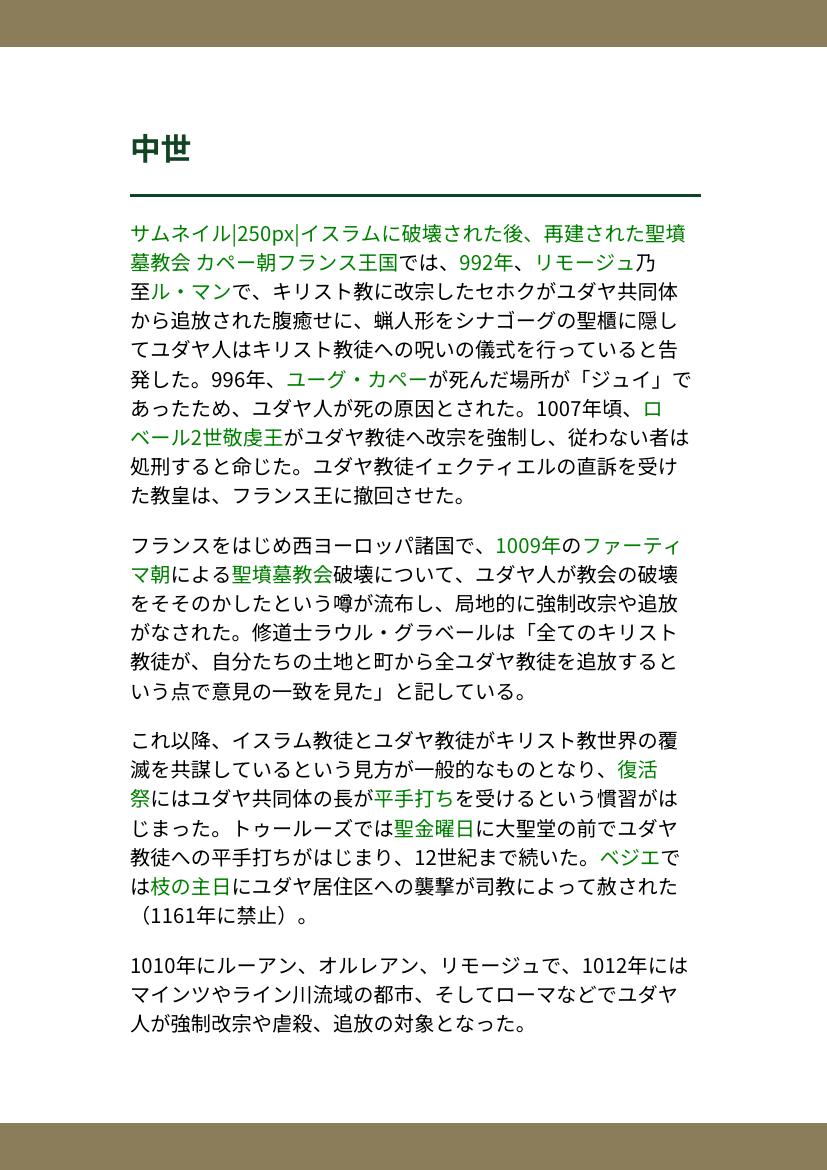 中世
サムネイル|250px|イスラムに破壊された後、再建された聖墳
墓教会 カペー朝フランス王国では、992年、リモージュ乃
至ル・マンで、キリスト教に改宗したセホクがユダヤ共同体
から追放された腹癒せに、蝋人形をシナゴーグの聖櫃に隠し
てユダヤ人はキリスト教徒への呪いの儀式を行っていると告
発した。996年、ユーグ・カペーが死んだ場所が「ジュイ」で
あったため、ユダヤ人が死の原因とされた。1007年頃、ロ
ベール2世敬虔王がユダヤ教徒へ改宗を強制し、従わない者は
処刑すると命じた。ユダヤ教徒イェクティエルの直訴を受け
た教皇は、フランス王に撤回させた。
フランスをはじめ西ヨーロッパ諸国で、1009年のファーティ
マ朝による聖墳墓教会破壊について、ユダヤ人が教会の破壊
をそそのかしたという噂が流布し、局地的に強制改宗や追放
がなされた。修道士ラウル・グラベールは「全てのキリスト
教徒が、自分たちの土地と町から全ユダヤ教徒を追放すると
いう点で意見の一致を見た」と記している。
これ以降、イスラム教徒とユダヤ教徒がキリスト教世界の覆
滅を共謀しているという見方が一般的なものとなり、復活
祭にはユダヤ共同体の長が平手打ちを受けるという慣習がは
じまった。トゥールーズでは聖金曜日に大聖堂の前でユダヤ
教徒への平手打ちがはじまり、12世紀まで続いた。ベジエで
は枝の主日にユダヤ居住区への襲撃が司教によって赦された
（1161年に禁止）。
1010年にルーアン、オルレアン、リモージュで、1012年には
マインツやライン川流域の都市、そしてローマなどでユダヤ
人が強制改宗や虐殺、追放の対象となった。